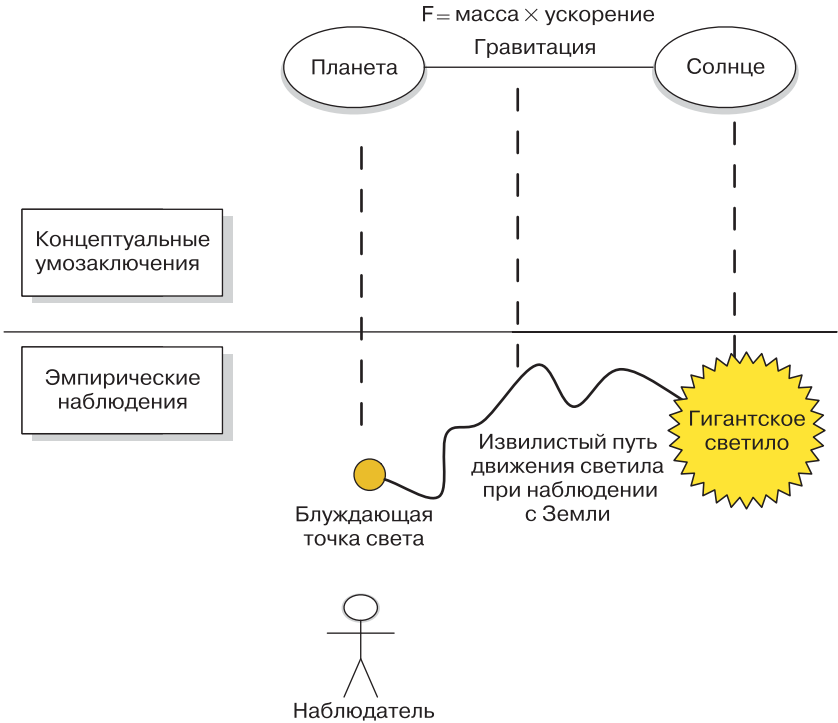 F = масса × ускорение
Гравитация
Планета
Солнце
Концептуальные
умозаключения
Эмпирические
наблюдения
Гигантское
светило
Извилистый путь
движения светила
при наблюдении
с Земли
Блуждающая
точка света
Наблюдатель